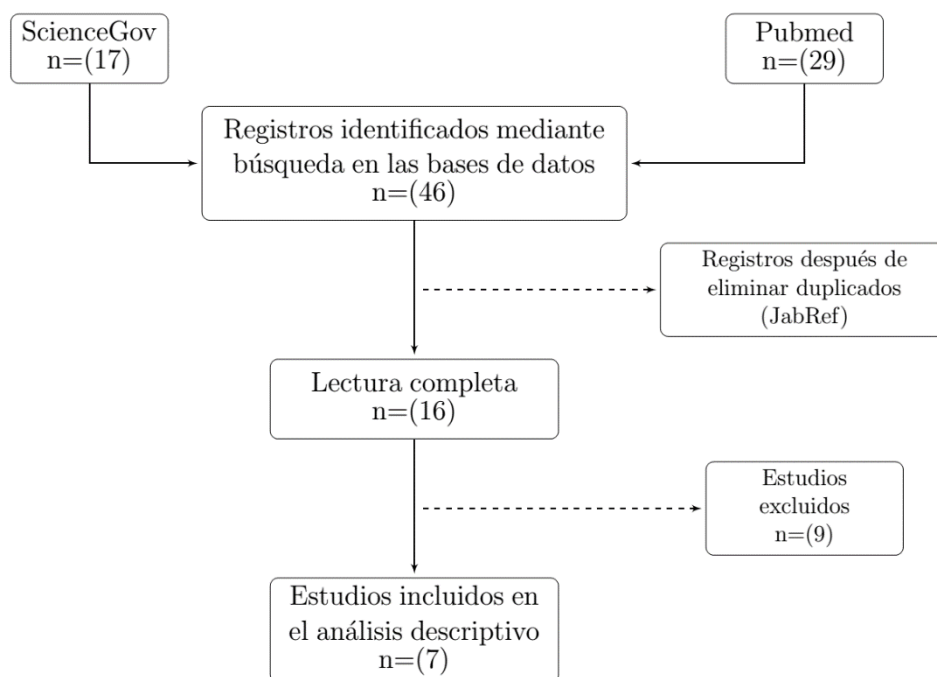 ScienceGov
n=(17)
Pubmed
n=(29)
Registros identificados mediante
búsqueda en las bases de datos
n=(46)
Registros después de
eliminar duplicados
(JabRef)
Lectura completa
n=(16)
Estudios
excluidos
n=(9)
Estudios incluidos en
el análisis descriptivo
n=(7)